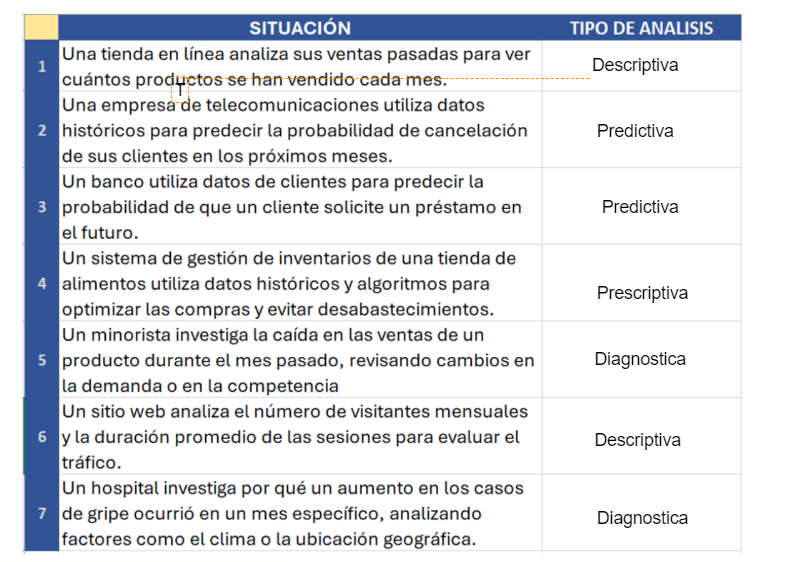 SITUACIÓN TIPO DE ANALISIS
1 Una tienda en línea analiza sus ventas pasadas para ver
cuántos productos se han vendido cada mes. Descriptiva
T
Una empresa de telecomunicaciones utiliza datos
2 históricos para predecir la probabilidad de cancelación Predictiva
de sus clientes en los próximos meses.
Un banco utiliza datos de clientes para predecir la
3 probabilidad de que un cliente solicite un préstamo en Predictiva
el futuro.
Un sistema de gestión de inventarios de una tienda de
4 alimentos utiliza datos históricos y algoritmos para Prescriptiva
optimizar las compras y evitar desabastecimientos.
Un minorista investiga la caída en las ventas de un
5 producto durante el mes pasado, revisando cambios en Diagnostica
la demanda o en la competencia
Un sitio web analiza el número de visitantes mensuales
6 y la duración promedio de las sesiones para evaluar el Descriptiva
tráfico.
Un hospital investiga por qué un aumento en los casos
7 de gripe ocurrió en un mes específico, analizando Diagnostica
factores como el clima o la ubicación geográfica.